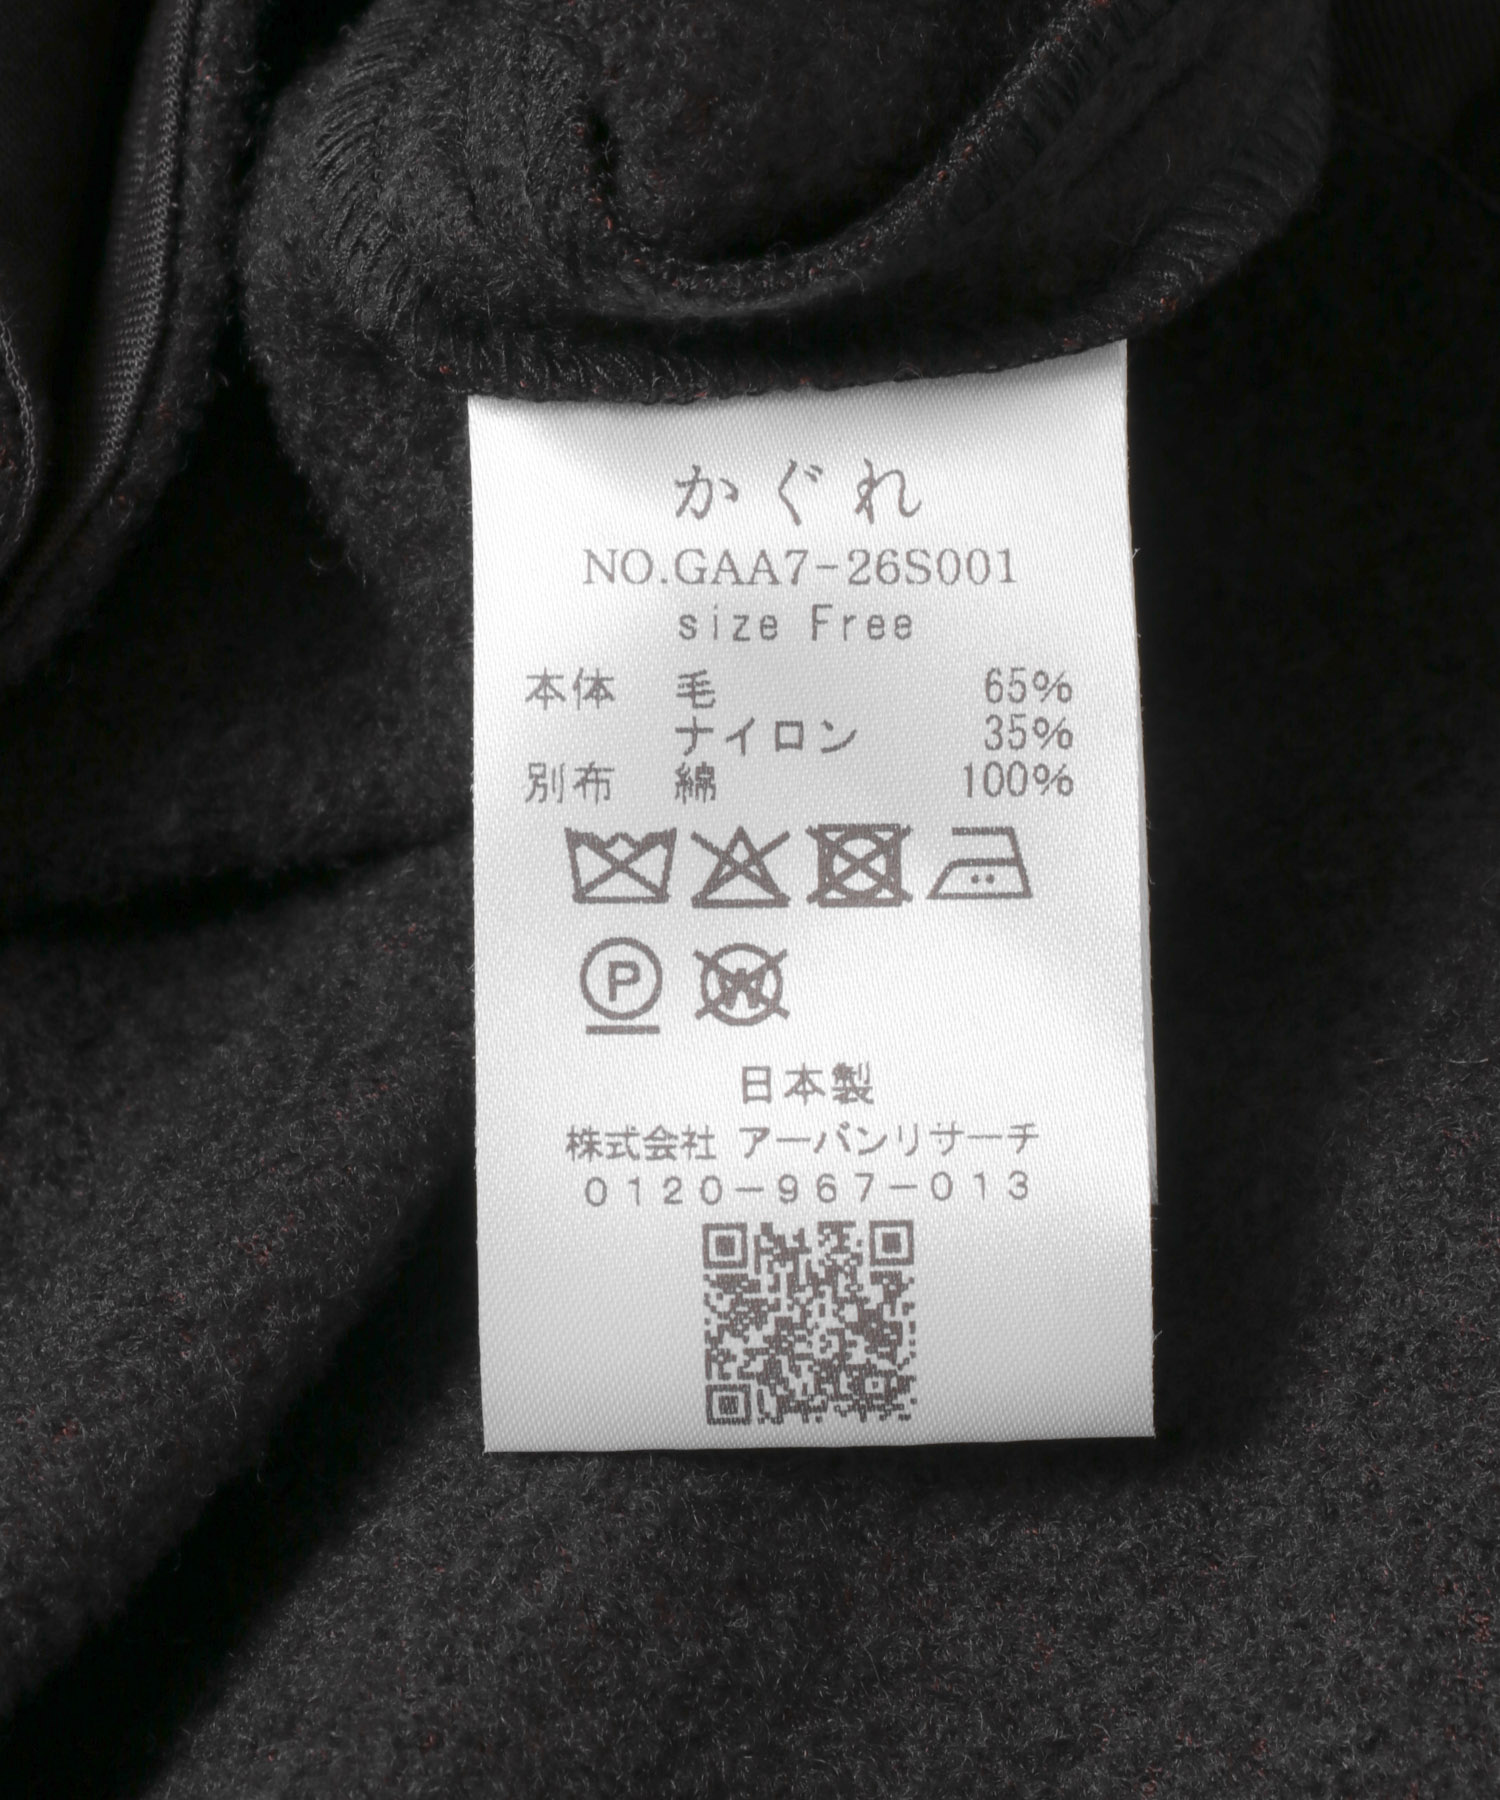 かぐれ
NO.GAA7-26S001
size Free
本体 毛 65%
ナイロン 35%
別布 綿 100%
P
W
日本製
株式会社 アーバンリサーチ
0120-967-013